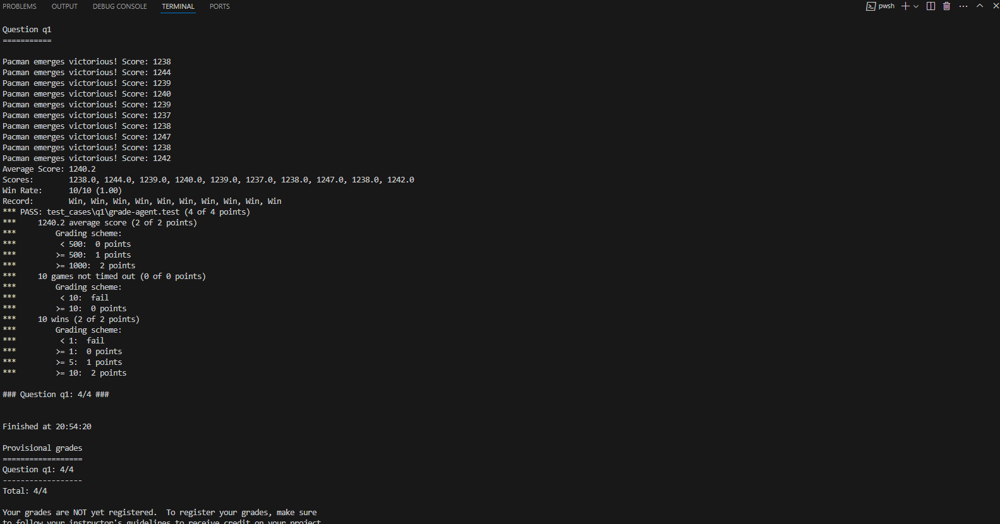 PROBLEMS OUTPUT DEBUG CONSOLE TERMINAL PORTS pwsh
Question q1
===========
Pacman emerges victorious! Score: 1238
Pacman emerges victorious! Score: 1244
Pacman emerges victorious! Score: 1239
Pacman emerges victorious! Score: 1240
Pacman emerges victorious! Score: 1239
Pacman emerges victorious! Score: 1237
Pacman emerges victorious! Score: 1238
Pacman emerges victorious! Score: 1247
Pacman emerges victorious! Score: 1238
Pacman emerges victorious! Score: 1242
Average Score: 1240.2
Scores:        1238.0, 1244.0, 1239.0, 1240.0, 1239.0, 1237.0, 1238.0, 1247.0, 1238.0, 1242.0
Win Rate:      10/10 (1.00)
Record:        Win, Win, Win, Win, Win, Win, Win, Win, Win, Win
*** PASS: test_cases\q1\grade-agent.test (4 of 4 points)
***     1240.2 average score (2 of 2 points)
***         Grading scheme:
***          < 500:  0 points
***         >= 500:  1 points
***         >= 1000:  2 points
***     10 games not timed out (0 of 0 points)
***         Grading scheme:
***          < 10:  fail
***         >= 10:  0 points
***     10 wins (2 of 2 points)
***         Grading scheme:
***          < 1:  fail
***         >= 1:  0 points
***         >= 5:  1 points
***         >= 10:  2 points
### Question q1: 4/4 ###
Finished at 20:54:20
Provisional grades
==================
Question q1: 4/4
------------------
Total: 4/4
Your grades are NOT yet registered.  To register your grades, make sure
to follow your instructor's guidelines to receive credit on your project